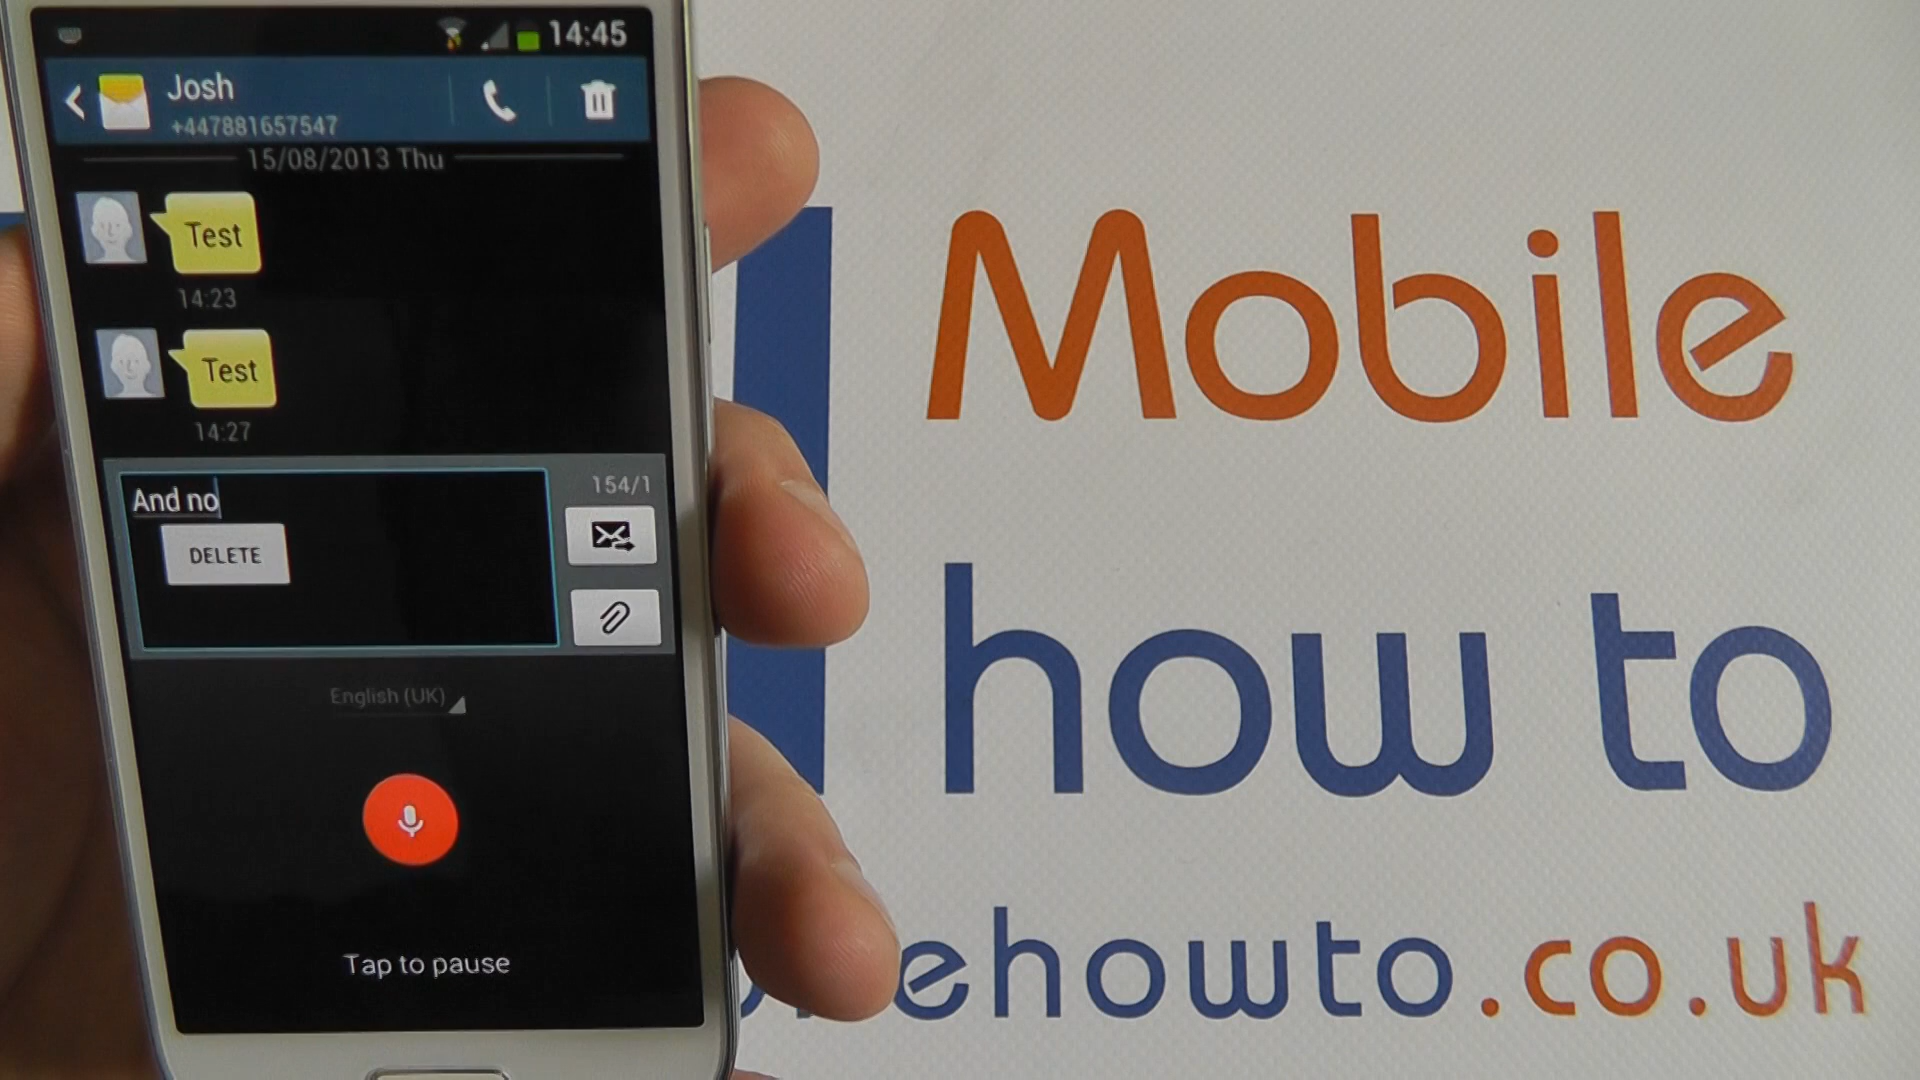 14:45
Josh
+447881657547
15/08/2013 Thu
Test
14:23
Test
14:27
And no
154/1
DELETE
English (UK)
Tap to pause
Mobile
how to
ehowto.co.uk